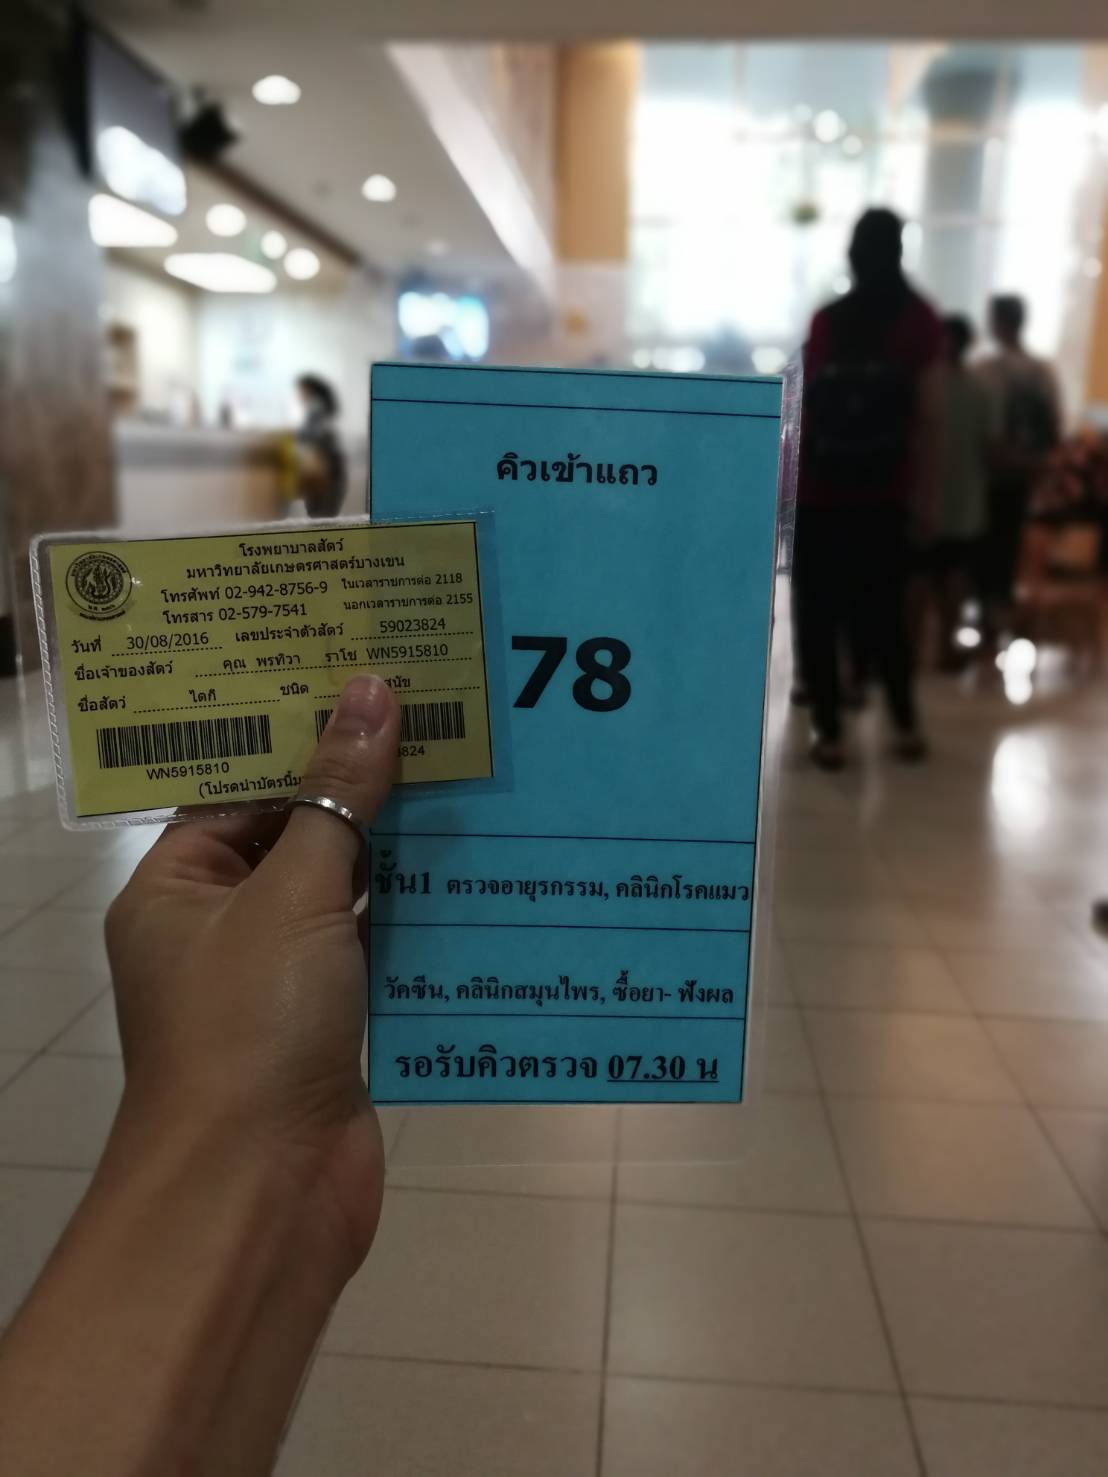 คิวเข้าแถว
78
ชั้น1 ตรวจอายุรกรรม, คลินิกโรคแมว
วัคซีน, คลินิกสมุนไพร, ซื้อยา- ฟังผล
รอรับคิวตรวจ 07.30 น
โรงพยาบาลสัตว์
มหาวิทยาลัยเกษตรศาสตร์บางเขน
โทรศัพท์ 02-942-8756-9 ในเวลาราชการต่อ 2118
โทรสาร 02-579-7541 นอกเวลาราชการต่อ 2155
วันที่ 30/08/2016 เลขประจำตัวสัตว์ 59023824
ชื่อเจ้าของสัตว์ คุณ พรทิวา ราโช WN5915810
ชื่อสัตว์ ไดกิ ชนิด
WN5915810 824
(โปรดนำบัตรนี้